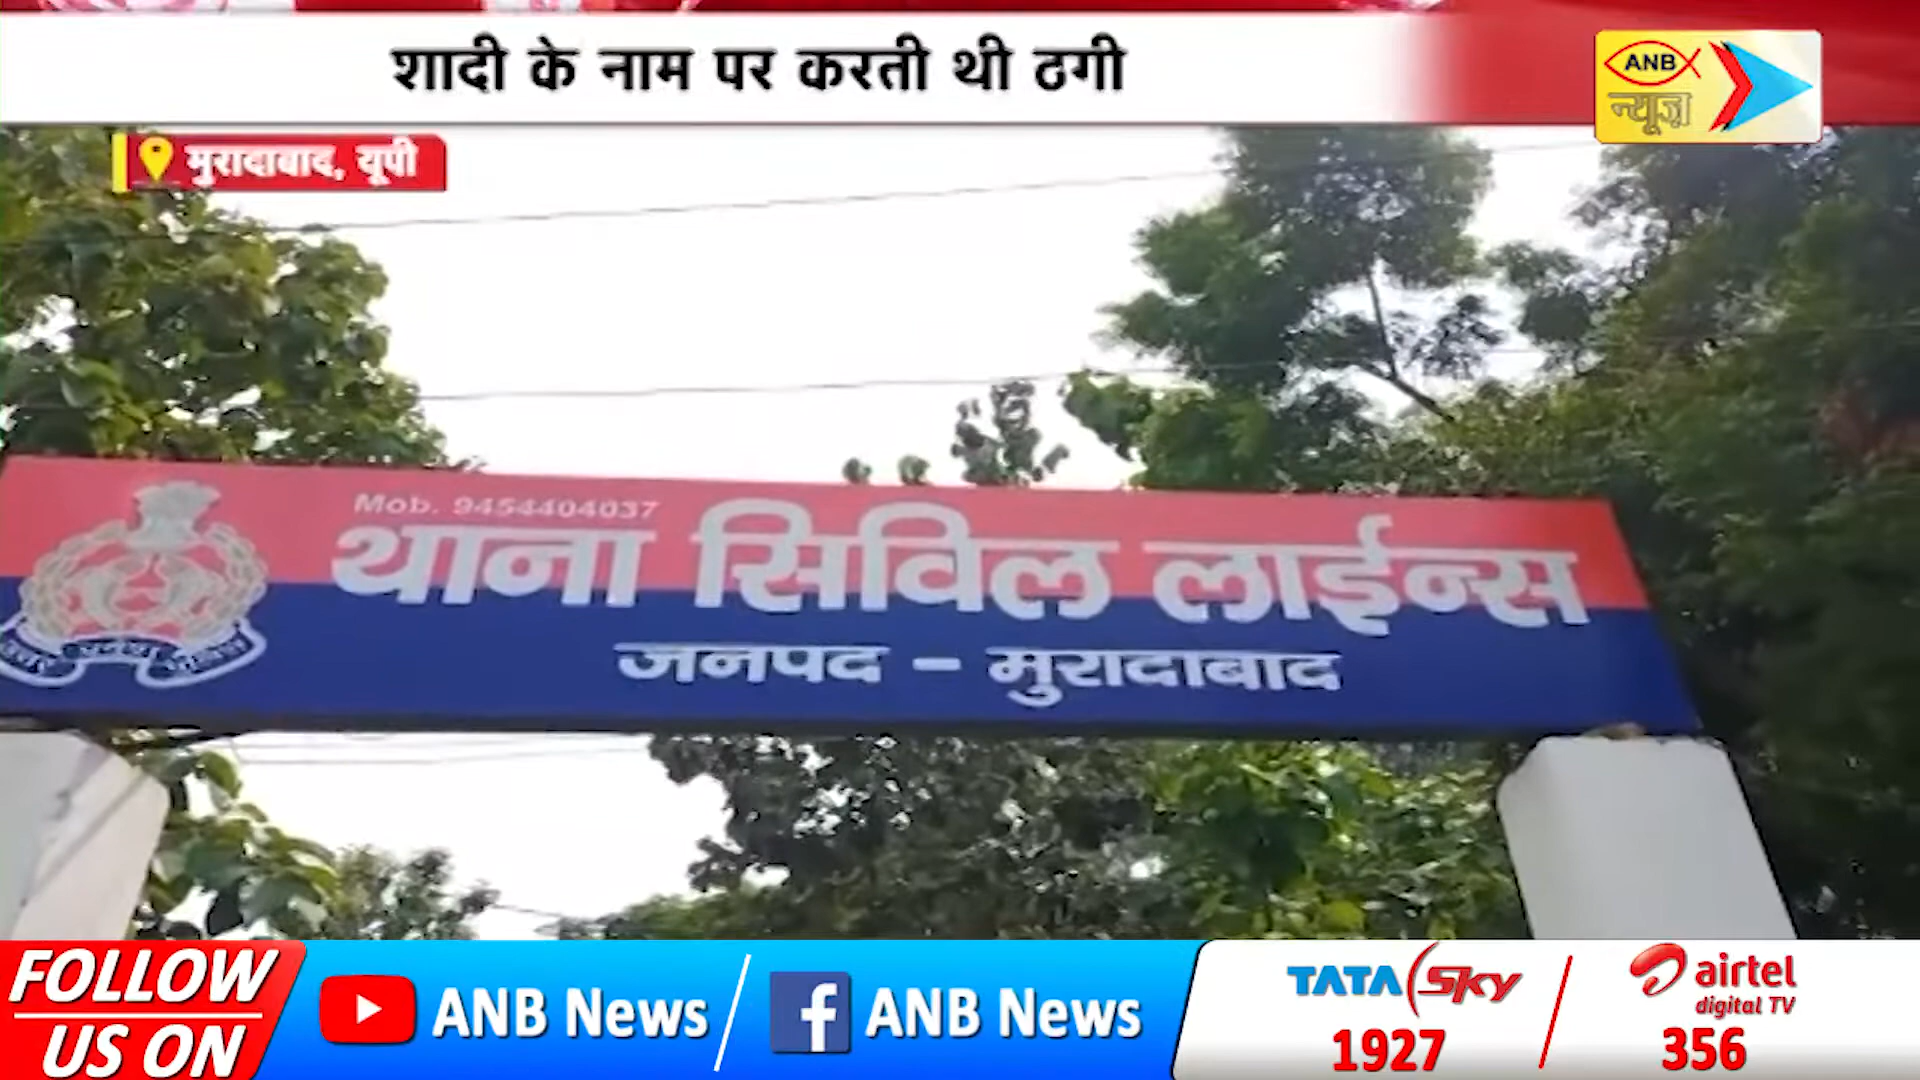 शादी के नाम पर करती थी ठगी
ANB
न्यूज़
मुरादाबाद, यूपी
Mob. 9454404037
थाना सिविल लाईन्स
जनपद - मुरादाबाद
FOLLOW
US ON
ANB News
ANB News
TATA Sky
1927
airtel
digital TV
356